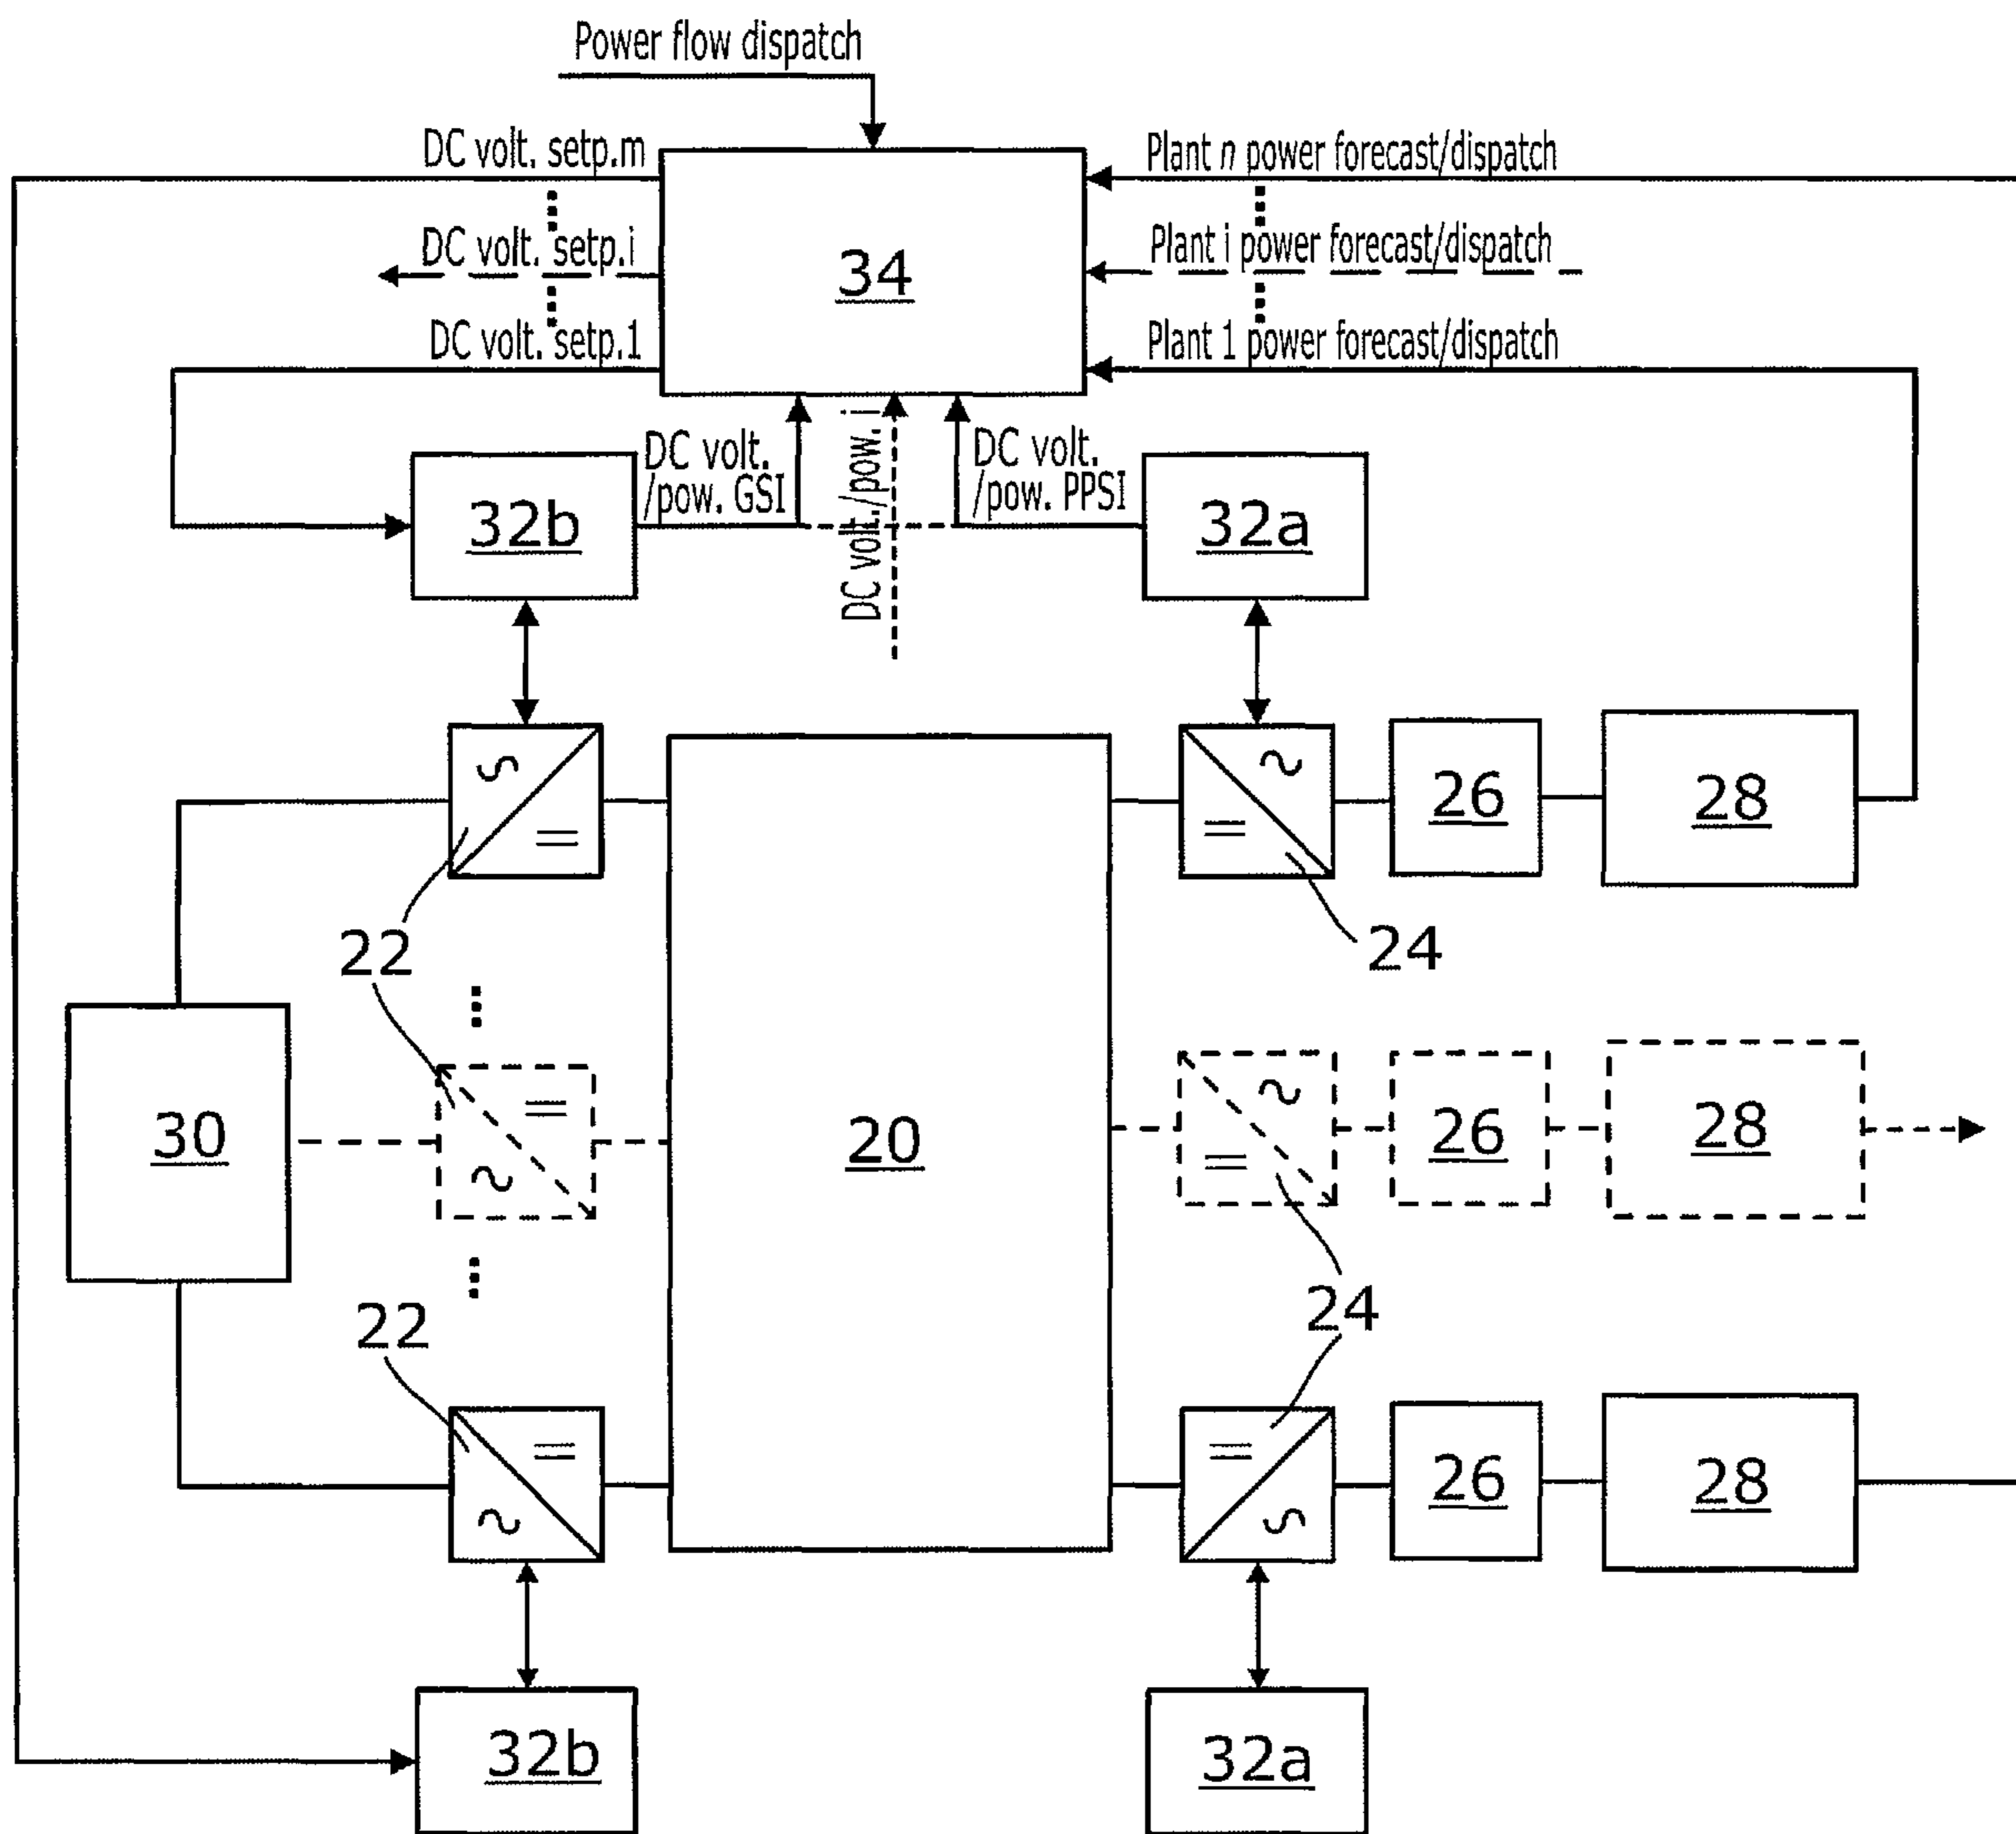 Power flow dispatch
DC volt. setp.m
Plant n power forecast/dispatch
DC volt. setp.i
34
Plant i power forecast/dispatch
DC volt. setp.1
Plant 1 power forecast/dispatch
DC volt.
/pow. GSI
DC volt./pow. i
DC volt.
/pow. PPSI
32b
32a
26
28
22
24
30
20
26
28
22
24
26
28
32b
32a